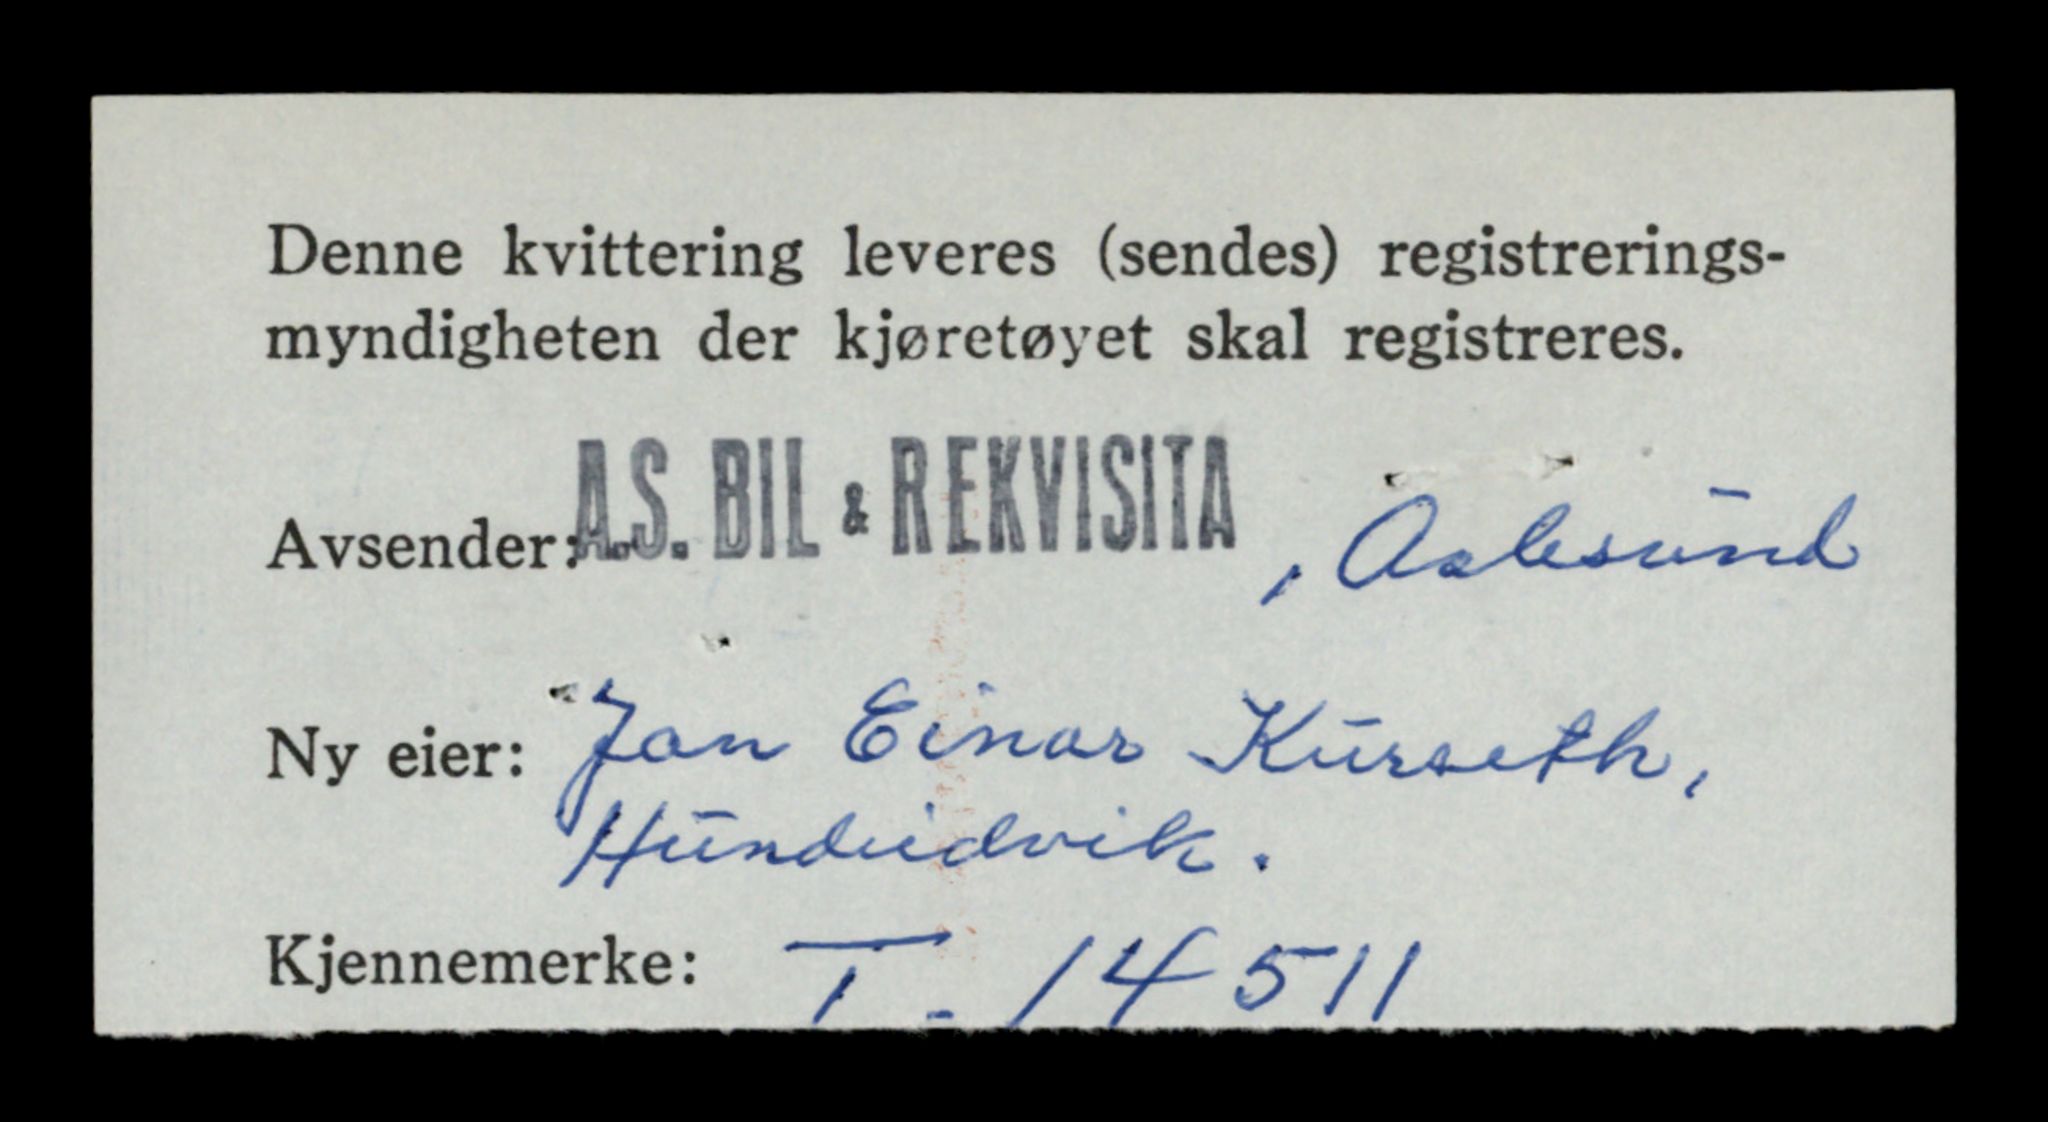 Denne kvittering leveres (sendes) registrerings-
myndigheten der kjøretøyet skal registreres.
Avsender: A.S. BIL & REKVISITA , Aalesund
Ny eier: Jan Einar Kurseth,
Hundeidvik.
Kjennemerke: T - 14511